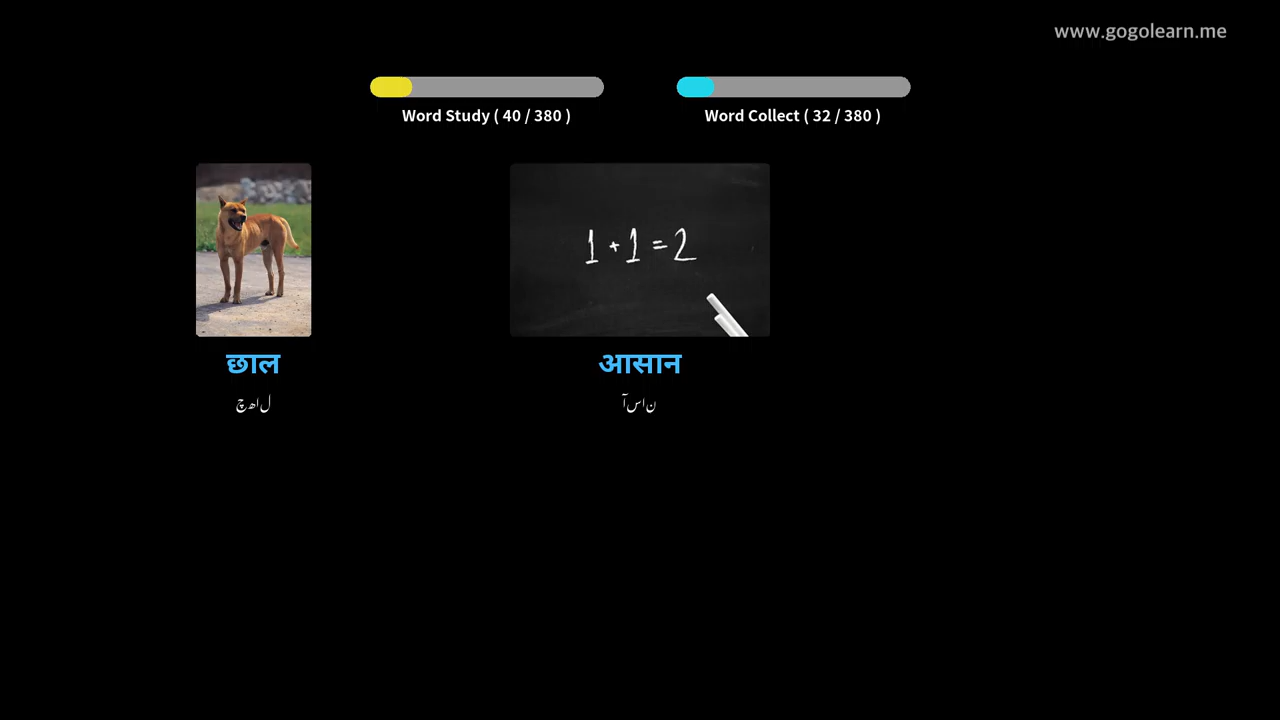 www.gogolearn.me
Word Study ( 40 / 380 )
Word Collect ( 32 / 380 )
1 + 1 = 2
छाल
आसान
چھال
آسان